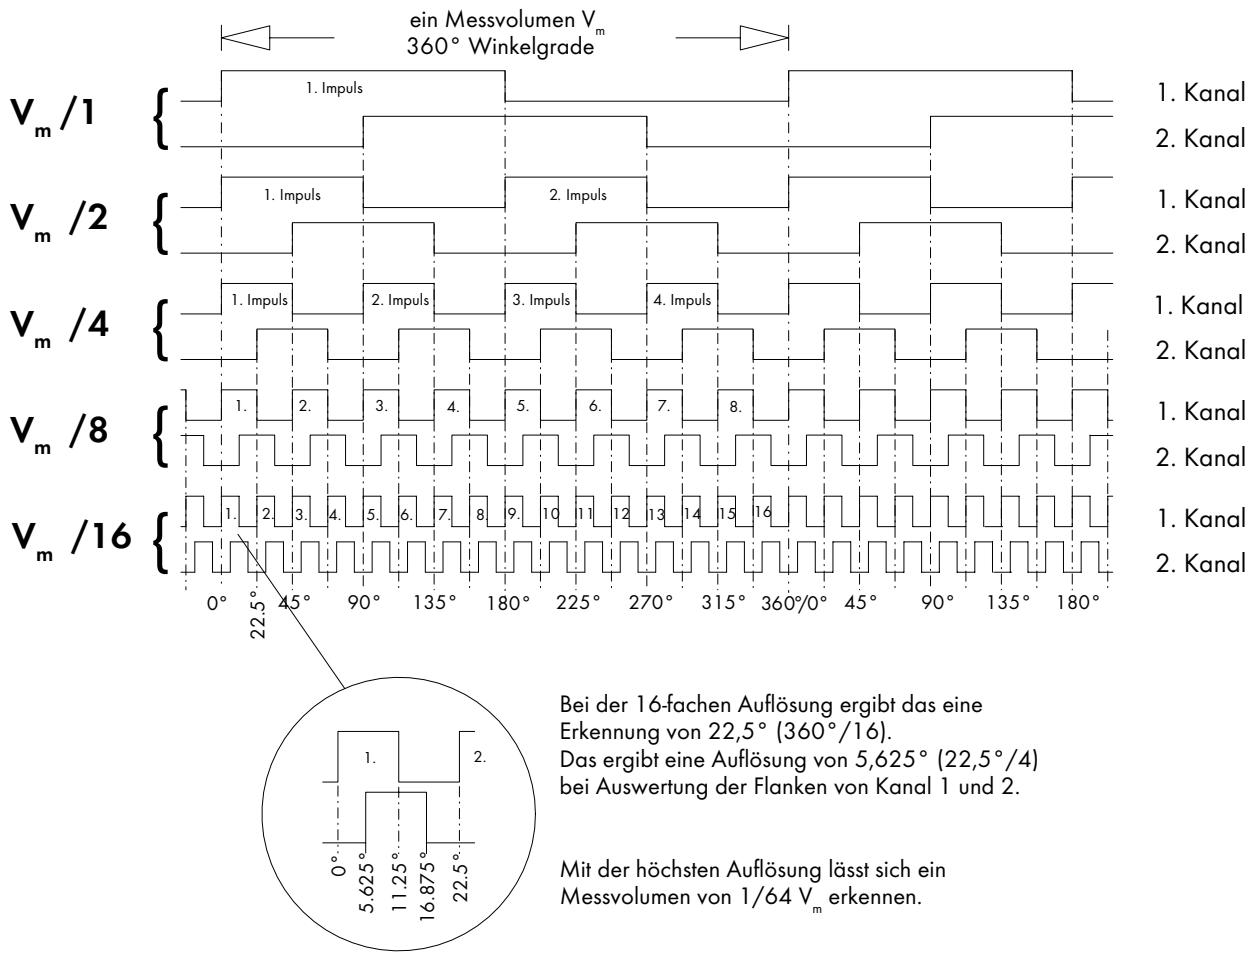 ein Messvolumen Vm
360° Winkelgrade
Vm /1
1. Impuls
1. Kanal
2. Kanal
Vm /2
1. Impuls
2. Impuls
1. Kanal
2. Kanal
Vm /4
1. Impuls
2. Impuls
3. Impuls
4. Impuls
1. Kanal
2. Kanal
Vm /8
1.
2.
3.
4.
5.
6.
7.
8.
1. Kanal
2. Kanal
Vm /16
1.
2.
3.
4.
5.
6.
7.
8.
9.
10
11
12
13
14
15
16
1. Kanal
2. Kanal
0°
22.5°
45°
90°
135°
180°
225°
270°
315°
360°/0°
45°
90°
135°
180°
1.
2.
0°
5.625°
11.25°
16.875°
22.5°
Bei der 16-fachen Auflösung ergibt das eine
Erkennung von 22,5° (360°/16).
Das ergibt eine Auflösung von 5,625° (22,5°/4)
bei Auswertung der Flanken von Kanal 1 und 2.
Mit der höchsten Auflösung lässt sich ein
Messvolumen von 1/64 Vm erkennen.